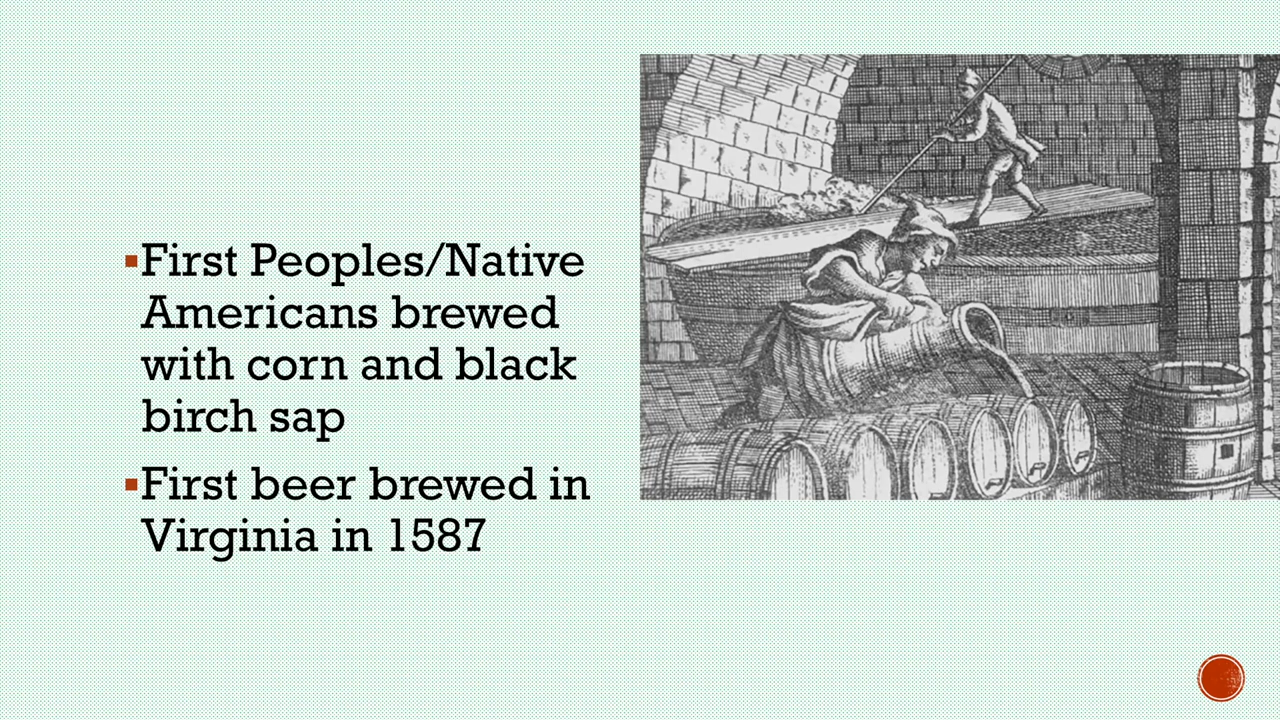 ▪First Peoples/Native
Americans brewed
with corn and black
birch sap
▪First beer brewed in
Virginia in 1587